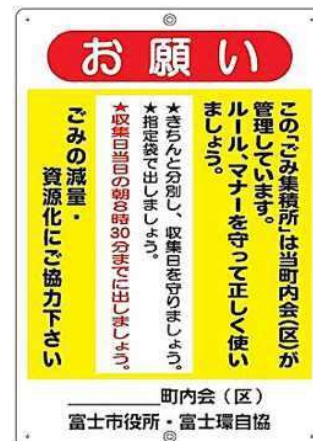 お願い
この「ごみ集積所」は当町内会(区)が
管理しています。
ルール、マナーを守って正しく使い
ましょう。
★きちんと分別し、収集日を守りましょう。
★指定袋で出しましょう。
★収集日当日の朝8時30分までに出しましょう。
ごみの減量・
資源化にご協力下さい
町内会（区）
富士市役所・富士環自協